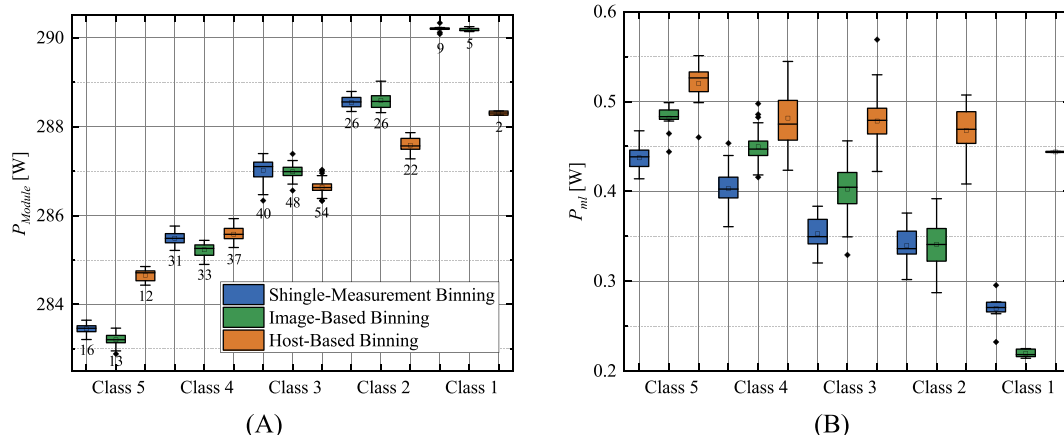 290
288
286
284
P_Module [W]
9
5
2
26
26
22
40
48
54
31
33
37
12
16
13
Shingle-Measurement Binning
Image-Based Binning
Host-Based Binning
Class 5
Class 4
Class 3
Class 2
Class 1
(A)
0.6
0.5
0.4
0.3
0.2
P_ml [W]
Class 5
Class 4
Class 3
Class 2
Class 1
(B)